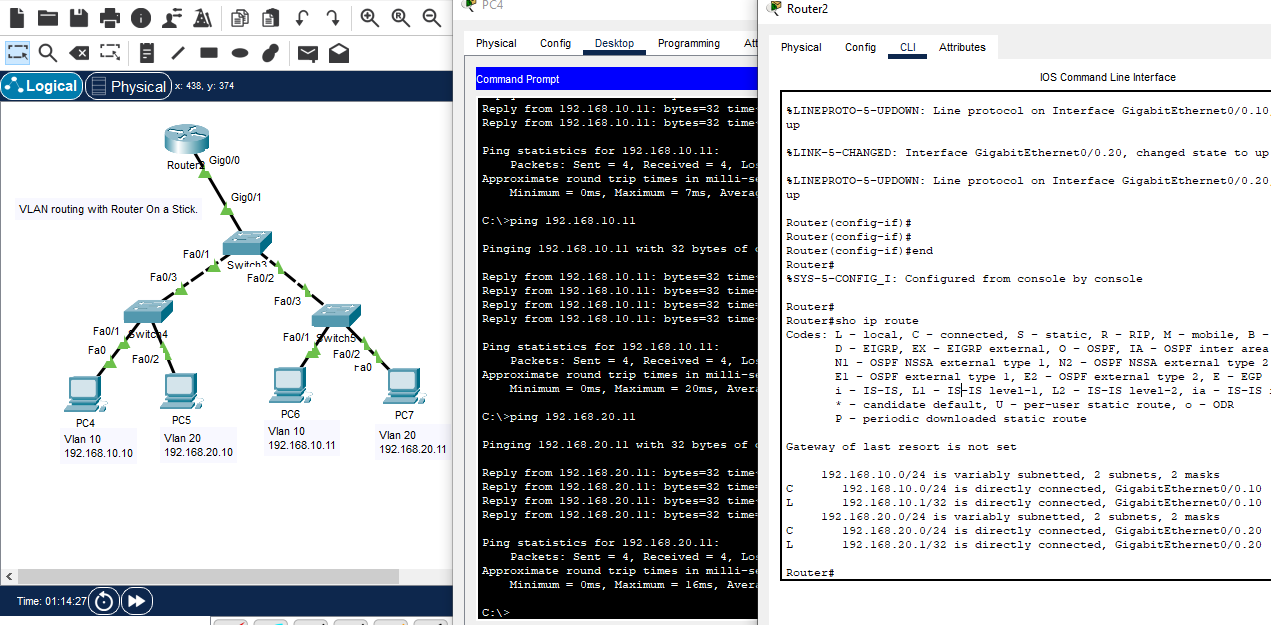 Logical
Physical
x: 438, y: 374
Router2
Gig0/0
VLAN routing with Router On a Stick.
Gig0/1
Fa0/1
Switch3
Fa0/2
Fa0/3
Fa0/3
Fa0/1
Switch4
Fa0
Fa0/2
Fa0/1
Switch5
Fa0/2
Fa0
PC4
PC5
PC6
PC7
Vlan 10
192.168.10.10
Vlan 20
192.168.20.10
Vlan 10
192.168.10.11
Vlan 20
192.168.20.11
Time: 01:14:27
PC4
Physical
Config
Desktop
Programming
Att
Command Prompt
Reply from 192.168.10.11: bytes=32 time
Reply from 192.168.10.11: bytes=32 time
Ping statistics for 192.168.10.11:
Packets: Sent = 4, Received = 4, Lo
Approximate round trip times in milli-s
Minimum = 0ms, Maximum = 7ms, Avera
C:\>ping 192.168.10.11
Pinging 192.168.10.11 with 32 bytes of
Reply from 192.168.10.11: bytes=32 time
Reply from 192.168.10.11: bytes=32 time
Reply from 192.168.10.11: bytes=32 time
Reply from 192.168.10.11: bytes=32 time
Ping statistics for 192.168.10.11:
Packets: Sent = 4, Received = 4, Lo
Approximate round trip times in milli-s
Minimum = 0ms, Maximum = 20ms, Aver
C:\>ping 192.168.20.11
Pinging 192.168.20.11 with 32 bytes of
Reply from 192.168.20.11: bytes=32 time
Reply from 192.168.20.11: bytes=32 time
Reply from 192.168.20.11: bytes=32 time
Reply from 192.168.20.11: bytes=32 time
Ping statistics for 192.168.20.11:
Packets: Sent = 4, Received = 4, Lo
Approximate round trip times in milli-s
Minimum = 0ms, Maximum = 16ms, Aver
C:\>
Router2
Physical
Config
CLI
Attributes
IOS Command Line Interface
%LINEPROTO-5-UPDOWN: Line protocol on Interface GigabitEthernet0/0.10,
up
%LINK-5-CHANGED: Interface GigabitEthernet0/0.20, changed state to up
%LINEPROTO-5-UPDOWN: Line protocol on Interface GigabitEthernet0/0.20,
up
Router(config-if)#
Router(config-if)#
Router(config-if)#end
Router#
%SYS-5-CONFIG_I: Configured from console by console
Router#
Router#sho ip route
Codes: L - local, C - connected, S - static, R - RIP, M - mobile, B -
D - EIGRP, EX - EIGRP external, O - OSPF, IA - OSPF inter area
N1 - OSPF NSSA external type 1, N2 - OSPF NSSA external type 2
E1 - OSPF external type 1, E2 - OSPF external type 2, E - EGP
i - IS-IS, L1 - IS-IS level-1, L2 - IS-IS level-2, ia - IS-IS i
* - candidate default, U - per-user static route, o - ODR
P - periodic downloaded static route
Gateway of last resort is not set
192.168.10.0/24 is variably subnetted, 2 subnets, 2 masks
C 192.168.10.0/24 is directly connected, GigabitEthernet0/0.10
L 192.168.10.1/32 is directly connected, GigabitEthernet0/0.10
192.168.20.0/24 is variably subnetted, 2 subnets, 2 masks
C 192.168.20.0/24 is directly connected, GigabitEthernet0/0.20
L 192.168.20.1/32 is directly connected, GigabitEthernet0/0.20
Router#